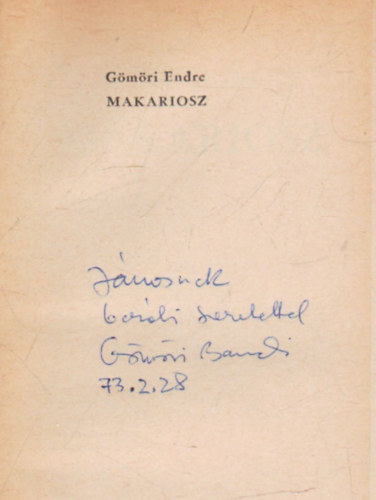 Gömöri Endre
MAKARIOSZ
Jánosnak
baráti szeretettel
Gömöri Bandi
73.2.28